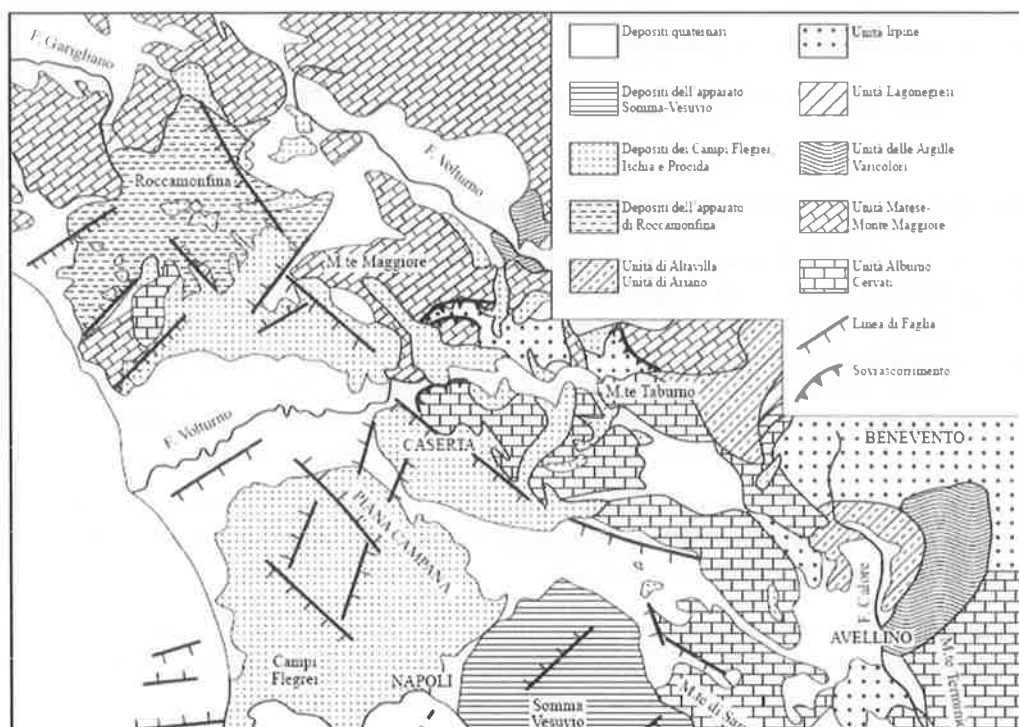 F. Garigliano
Roccamonfina
F. Volturno
M.te Maggiore
F. Volturno
CASERTA
M.te Taburno
BENEVENTO
PIANA CAMPANA
F. Calore
AVELLINO
Campi
Flegrei
NAPOLI
Somma
Vesuvio
Depositi quaternari
Depositi dell'apparato
Somma-Vesuvio
Depositi dei Campi Flegrei
Ischia e Procida
Depositi dell'apparato
di Roccamonfina
Unità di Altavilla
Unità di Ariano
Unità Irpine
Unità Lagonegresi
Unità delle Argille
Varicolori
Unità Matese-
Monte Maggiore
Unità Alburno
Cervati
Linea di Faglia
Sovrascorrimento